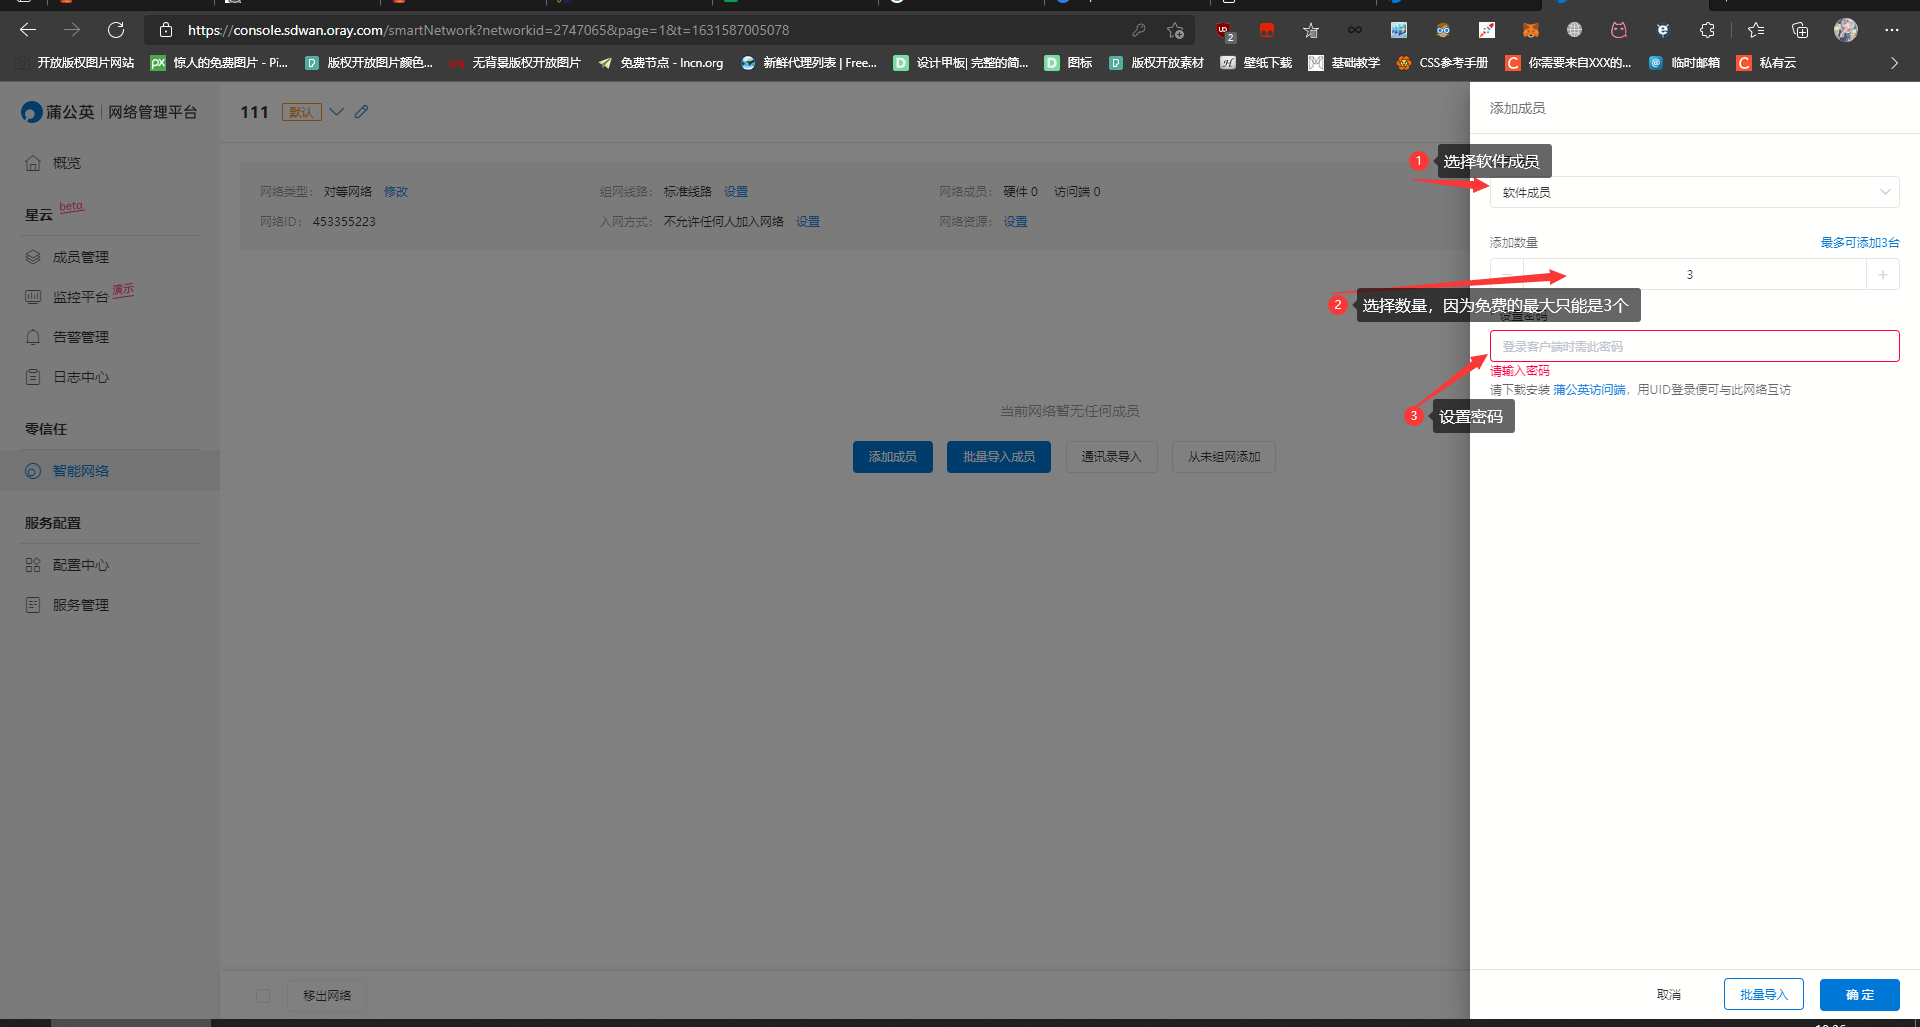 https://console.sdwan.oray.com/smartNetwork?networkid=2747065&page=1&t=1631587005078
2
开放版权图片网站
惊人的免费图片 - Pi...
版权开放图片颜色...
无背景版权开放图片
免费节点 - lncn.org
新鲜代理列表 | Free...
设计甲板| 完整的简...
图标
版权开放素材
壁纸下载
基础教学
CSS参考手册
你需要来自XXX的...
临时邮箱
私有云
蒲公英 | 网络管理平台
概览
星云 beta
成员管理
监控平台 演示
告警管理
日志中心
零信任
智能网络
服务配置
配置中心
服务管理
111 默认
网络类型： 对等网络 修改
组网线路： 标准线路 设置
网络成员： 硬件 0 访问端 0
网络ID： 453355223
入网方式： 不允许任何人加入网络 设置
网络资源： 设置
当前网络暂无任何成员
添加成员
批量导入成员
通讯录导入
从未组网添加
移出网络
添加成员
1 选择软件成员
软件成员
添加数量
最多可添加3台
3
2 选择数量，因为免费的最大只能是3个
设置密码
登录客户端时需此密码
请输入密码
请下载安装 蒲公英访问端，用UID登录便可与此网络互访
3 设置密码
取消
批量导入
确 定